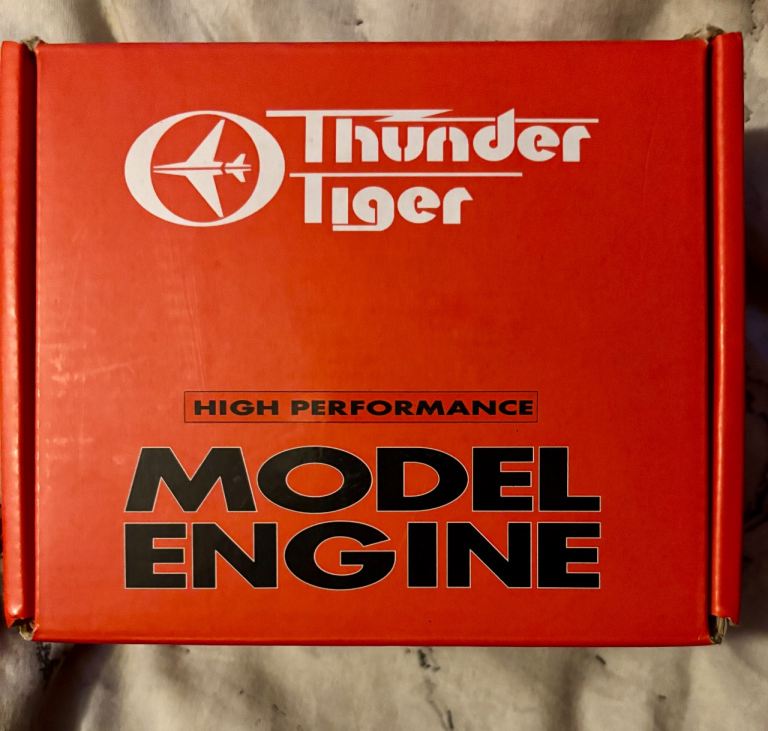 Thunder
Tiger
HIGH PERFORMANCE
MODEL
ENGINE